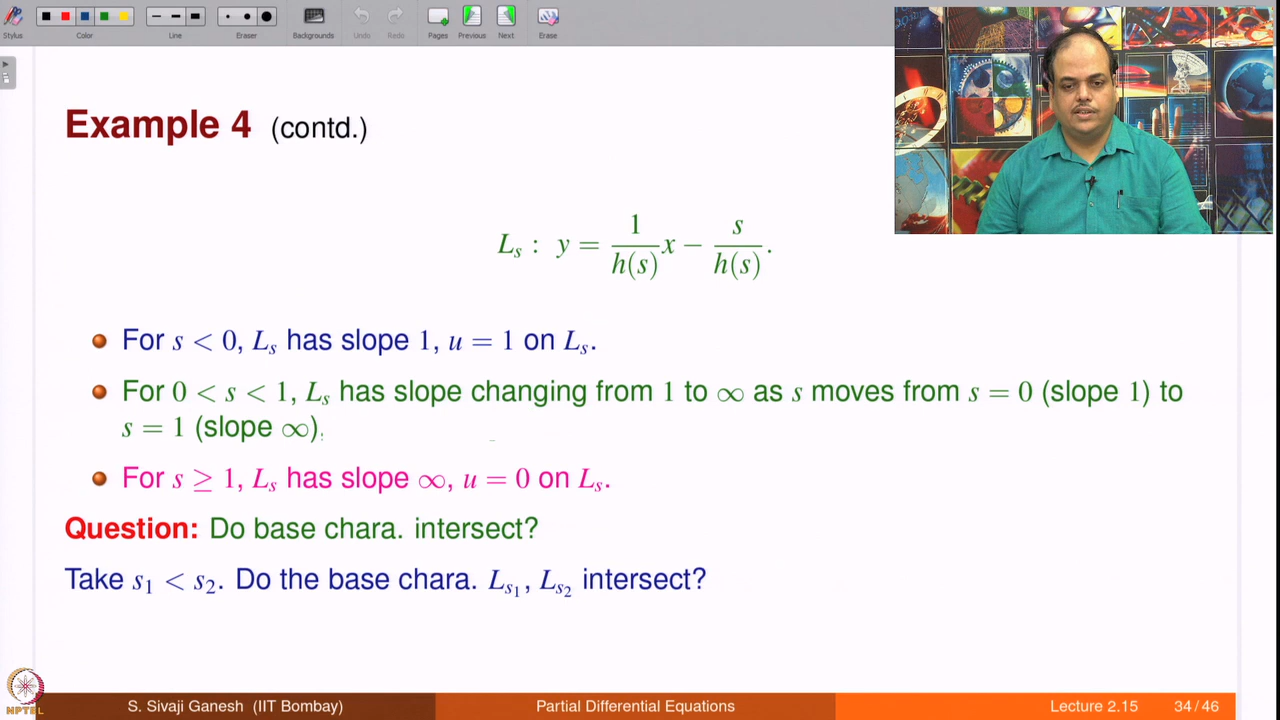 Stylus
Color
Line
Eraser
Backgrounds
Undo
Redo
Pages
Previous
Next
Erase
Example 4 (contd.)
L_s : y = \frac{1}{h(s)}x − \frac{s}{h(s)}.
For s < 0, L_s has slope 1, u = 1 on L_s.
For 0 < s < 1, L_s has slope changing from 1 to ∞ as s moves from s = 0 (slope 1) to
s = 1 (slope ∞).
For s ≥ 1, L_s has slope ∞, u = 0 on L_s.
Question: Do base chara. intersect?
Take s_1 < s_2. Do the base chara. L_{s_1}, L_{s_2} intersect?
NPTEL
S. Sivaji Ganesh (IIT Bombay)
Partial Differential Equations
Lecture 2.15
34 / 46